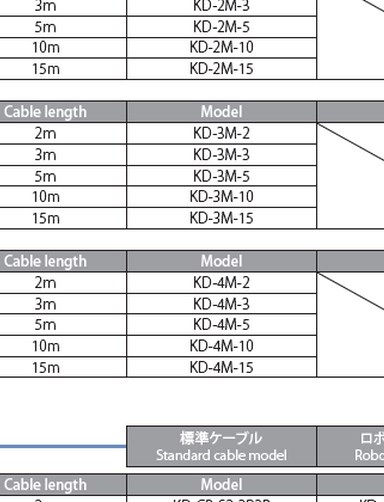 3m KD-2M-3
5m KD-2M-5
10m KD-2M-10
15m KD-2M-15
Cable length Model
2m KD-3M-2
3m KD-3M-3
5m KD-3M-5
10m KD-3M-10
15m KD-3M-15
Cable length Model
2m KD-4M-2
3m KD-4M-3
5m KD-4M-5
10m KD-4M-10
15m KD-4M-15
標準ケーブル ロボ
Standard cable model Robo
Cable length Model